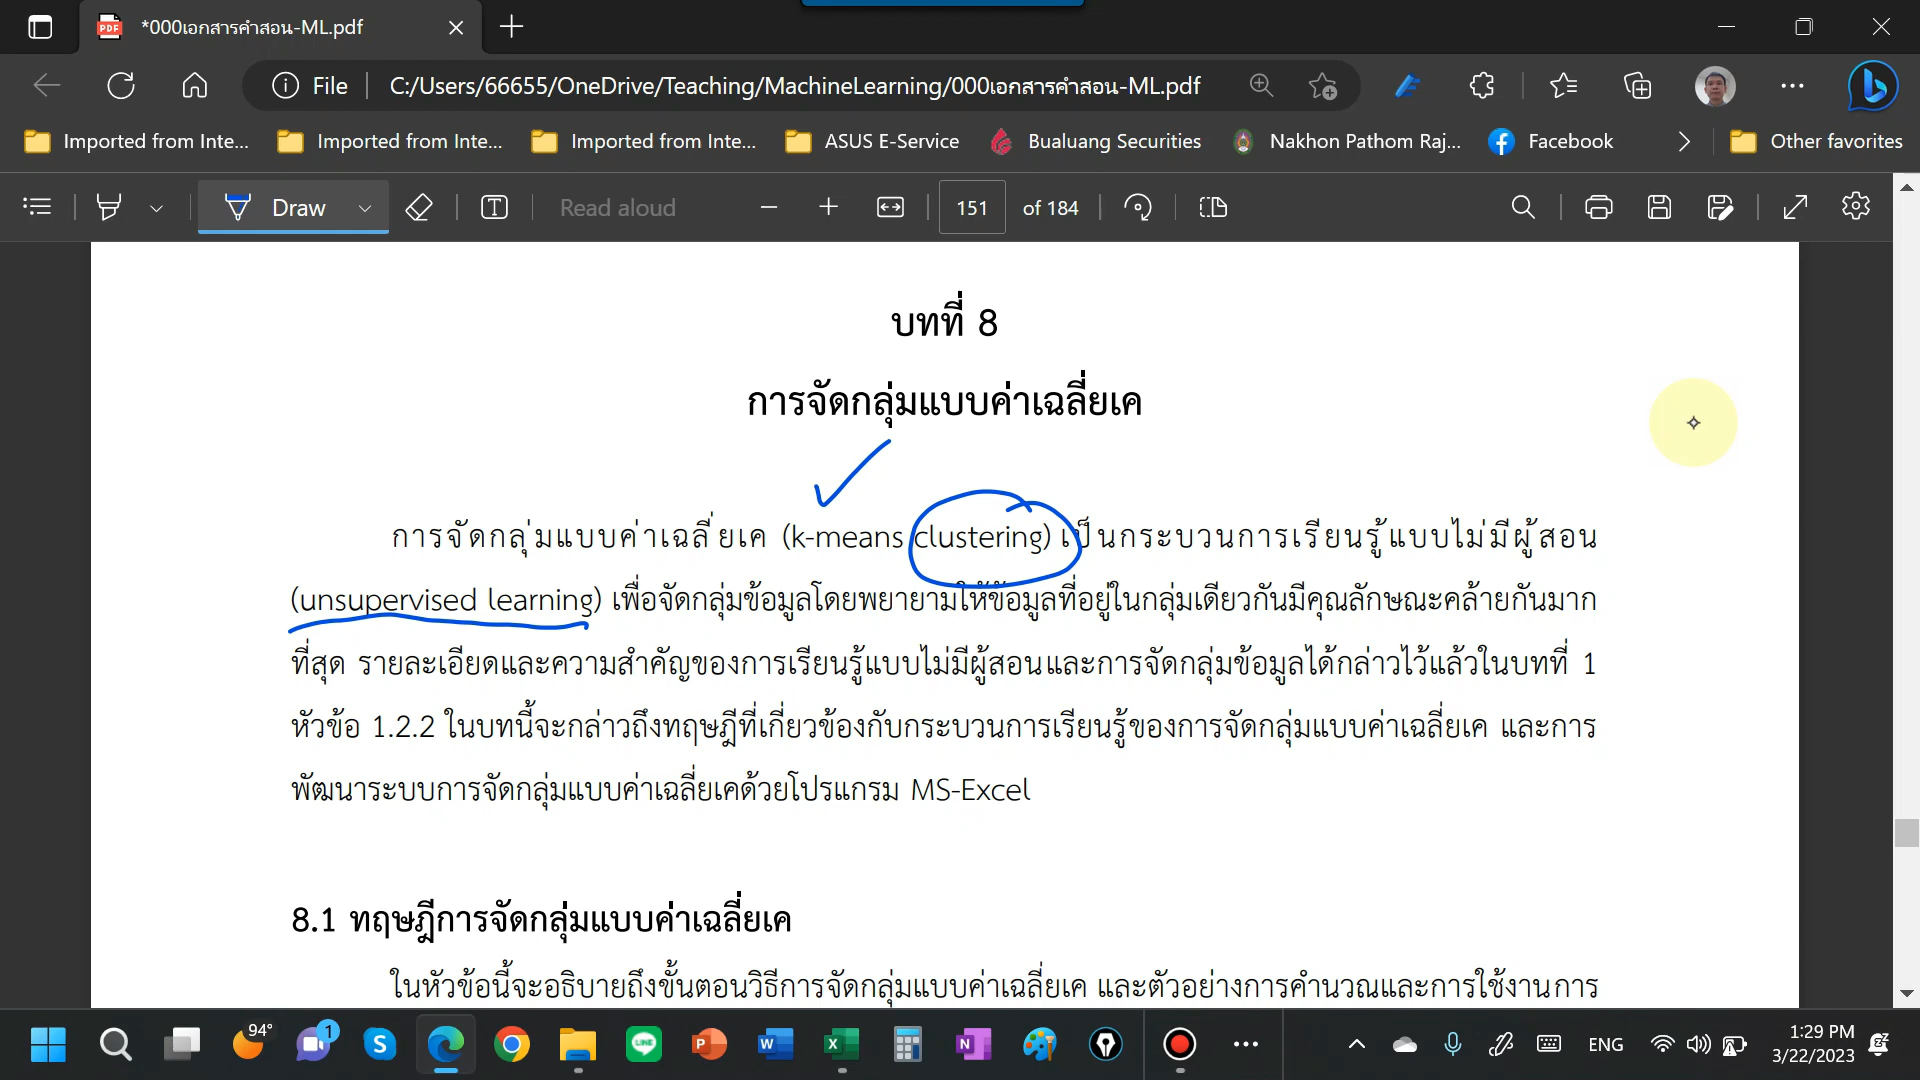 *000เอกสารคำสอน-ML.pdf
File
C:/Users/66655/OneDrive/Teaching/MachineLearning/000เอกสารคำสอน-ML.pdf
Imported from Inte...
Imported from Inte...
Imported from Inte...
ASUS E-Service
Bualuang Securities
Nakhon Pathom Raj...
Facebook
Other favorites
Draw
Read aloud
151 of 184
บทที่ 8
การจัดกลุ่มแบบค่าเฉลี่ยเค
การจัดกลุ่มแบบค่าเฉลี่ยเค (k-means clustering) เป็นกระบวนการเรียนรู้แบบไม่มีผู้สอน
(unsupervised learning) เพื่อจัดกลุ่มข้อมูลโดยพยายามให้ข้อมูลที่อยู่ในกลุ่มเดียวกันมีคุณลักษณะคล้ายกันมาก
ที่สุด รายละเอียดและความสำคัญของการเรียนรู้แบบไม่มีผู้สอนและการจัดกลุ่มข้อมูลได้กล่าวไว้แล้วในบทที่ 1
หัวข้อ 1.2.2 ในบทนี้จะกล่าวถึงทฤษฎีที่เกี่ยวข้องกับกระบวนการเรียนรู้ของการจัดกลุ่มแบบค่าเฉลี่ยเค และการ
พัฒนาระบบการจัดกลุ่มแบบค่าเฉลี่ยเคด้วยโปรแกรม MS-Excel
8.1 ทฤษฎีการจัดกลุ่มแบบค่าเฉลี่ยเค
ในหัวข้อนี้จะอธิบายถึงขั้นตอนวิธีการจัดกลุ่มแบบค่าเฉลี่ยเค และตัวอย่างการคำนวณและการใช้งานการ
94°
1
ENG
1:29 PM
3/22/2023